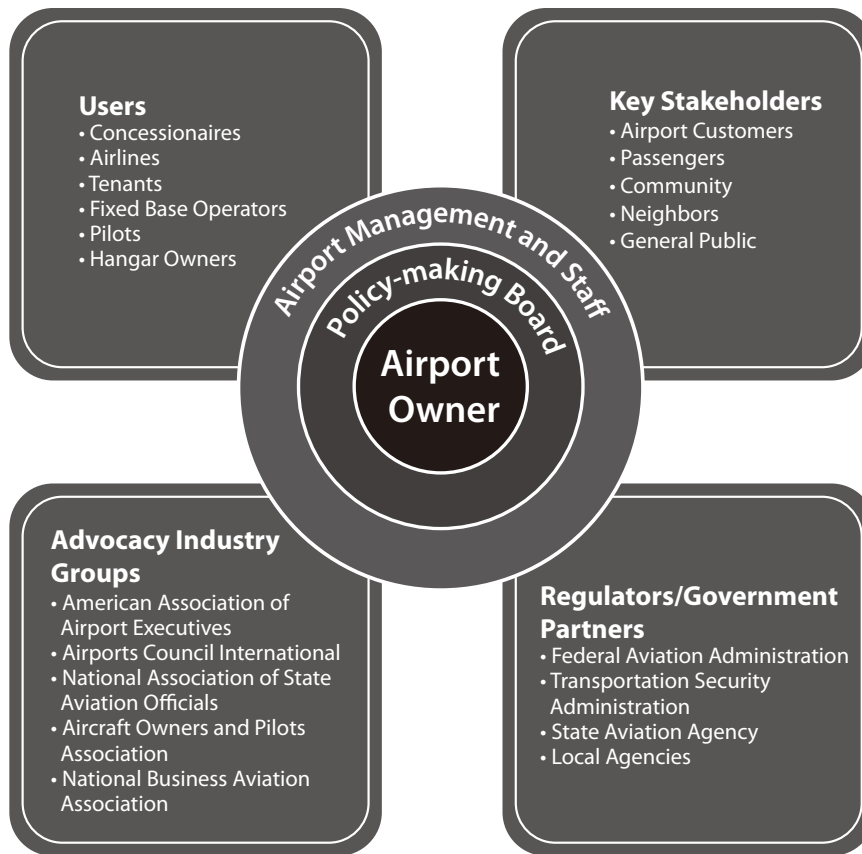 Users
• Concessionaires
• Airlines
• Tenants
• Fixed Base Operators
• Pilots
• Hangar Owners
Key Stakeholders
• Airport Customers
• Passengers
• Community
• Neighbors
• General Public
Airport Management and Staff
Policy-making Board
Airport
Owner
Advocacy Industry
Groups
• American Association of
Airport Executives
• Airports Council International
• National Association of State
Aviation Officials
• Aircraft Owners and Pilots
Association
• National Business Aviation
Association
Regulators/Government
Partners
• Federal Aviation Administration
• Transportation Security
Administration
• State Aviation Agency
• Local Agencies